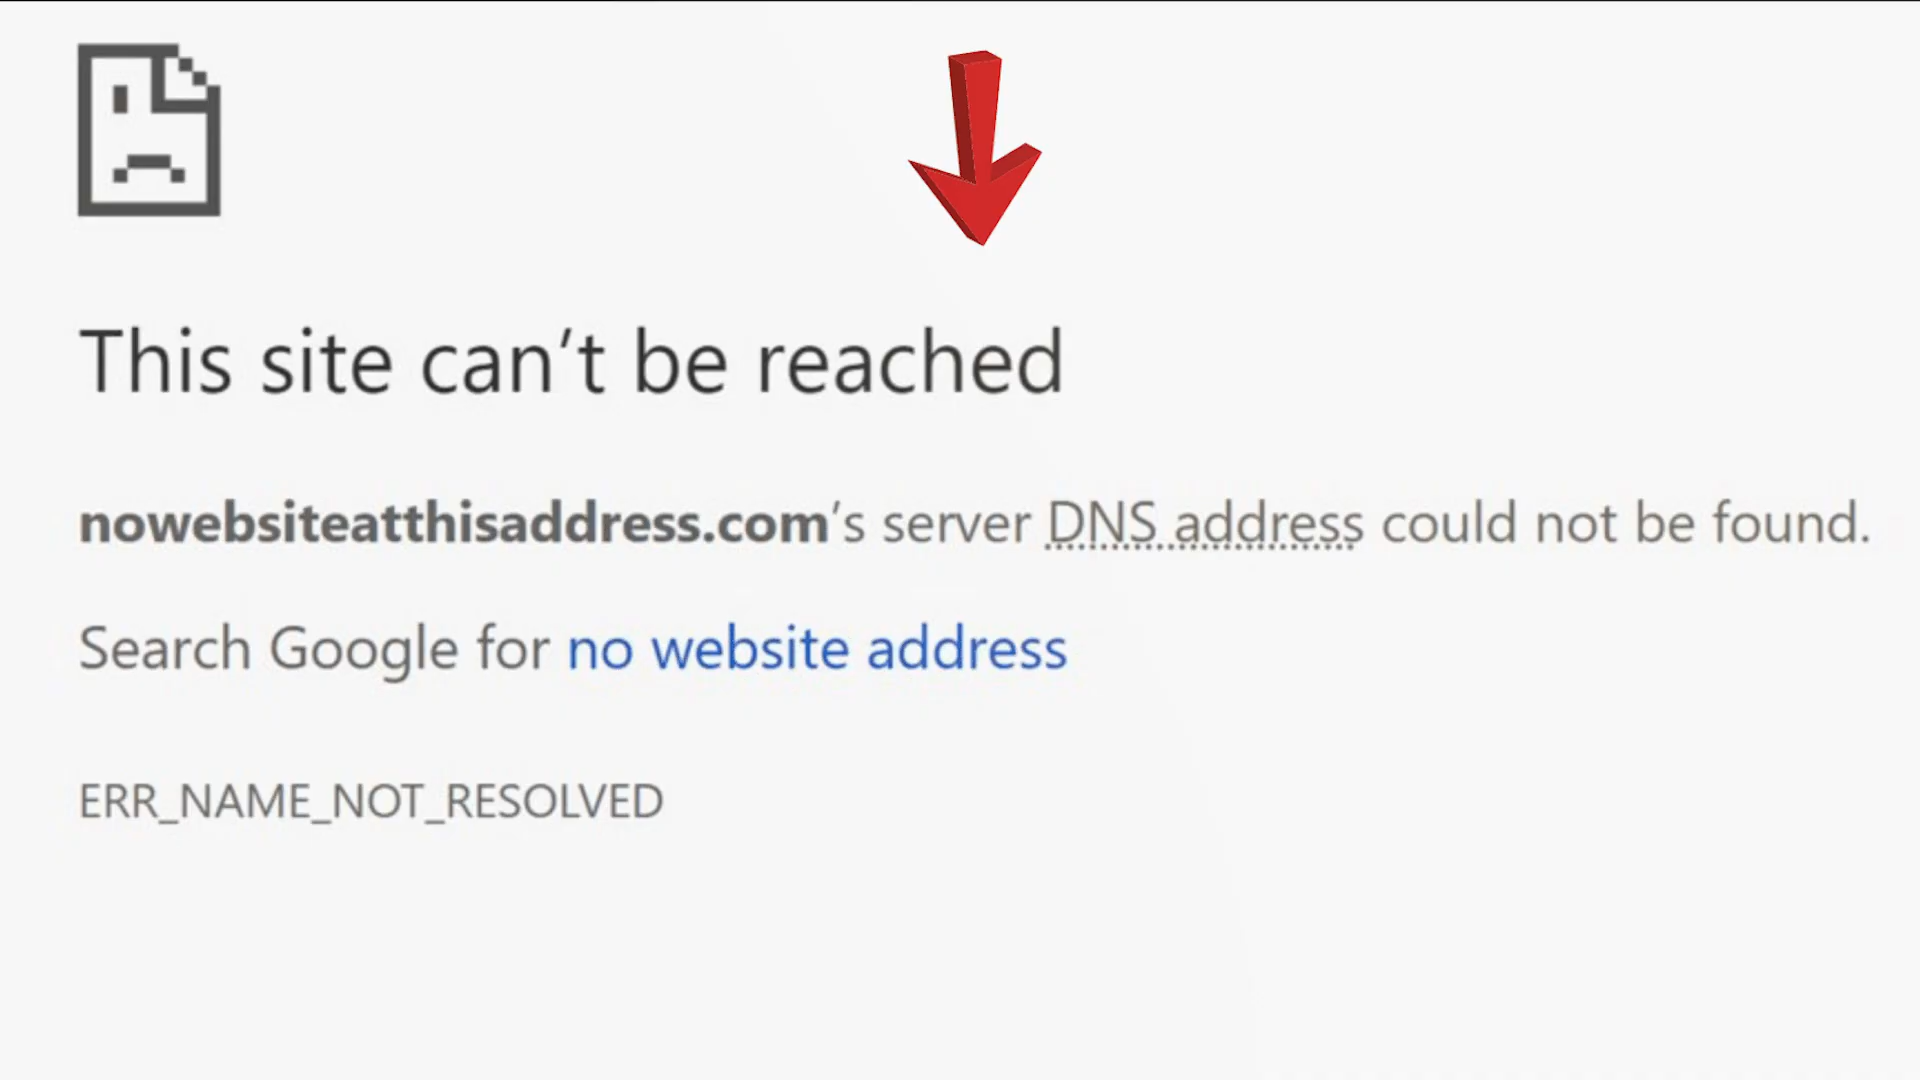 This site can't be reached
nowebsiteatthisaddress.com's server DNS address could not be found.
Search Google for no website address
ERR_NAME_NOT_RESOLVED